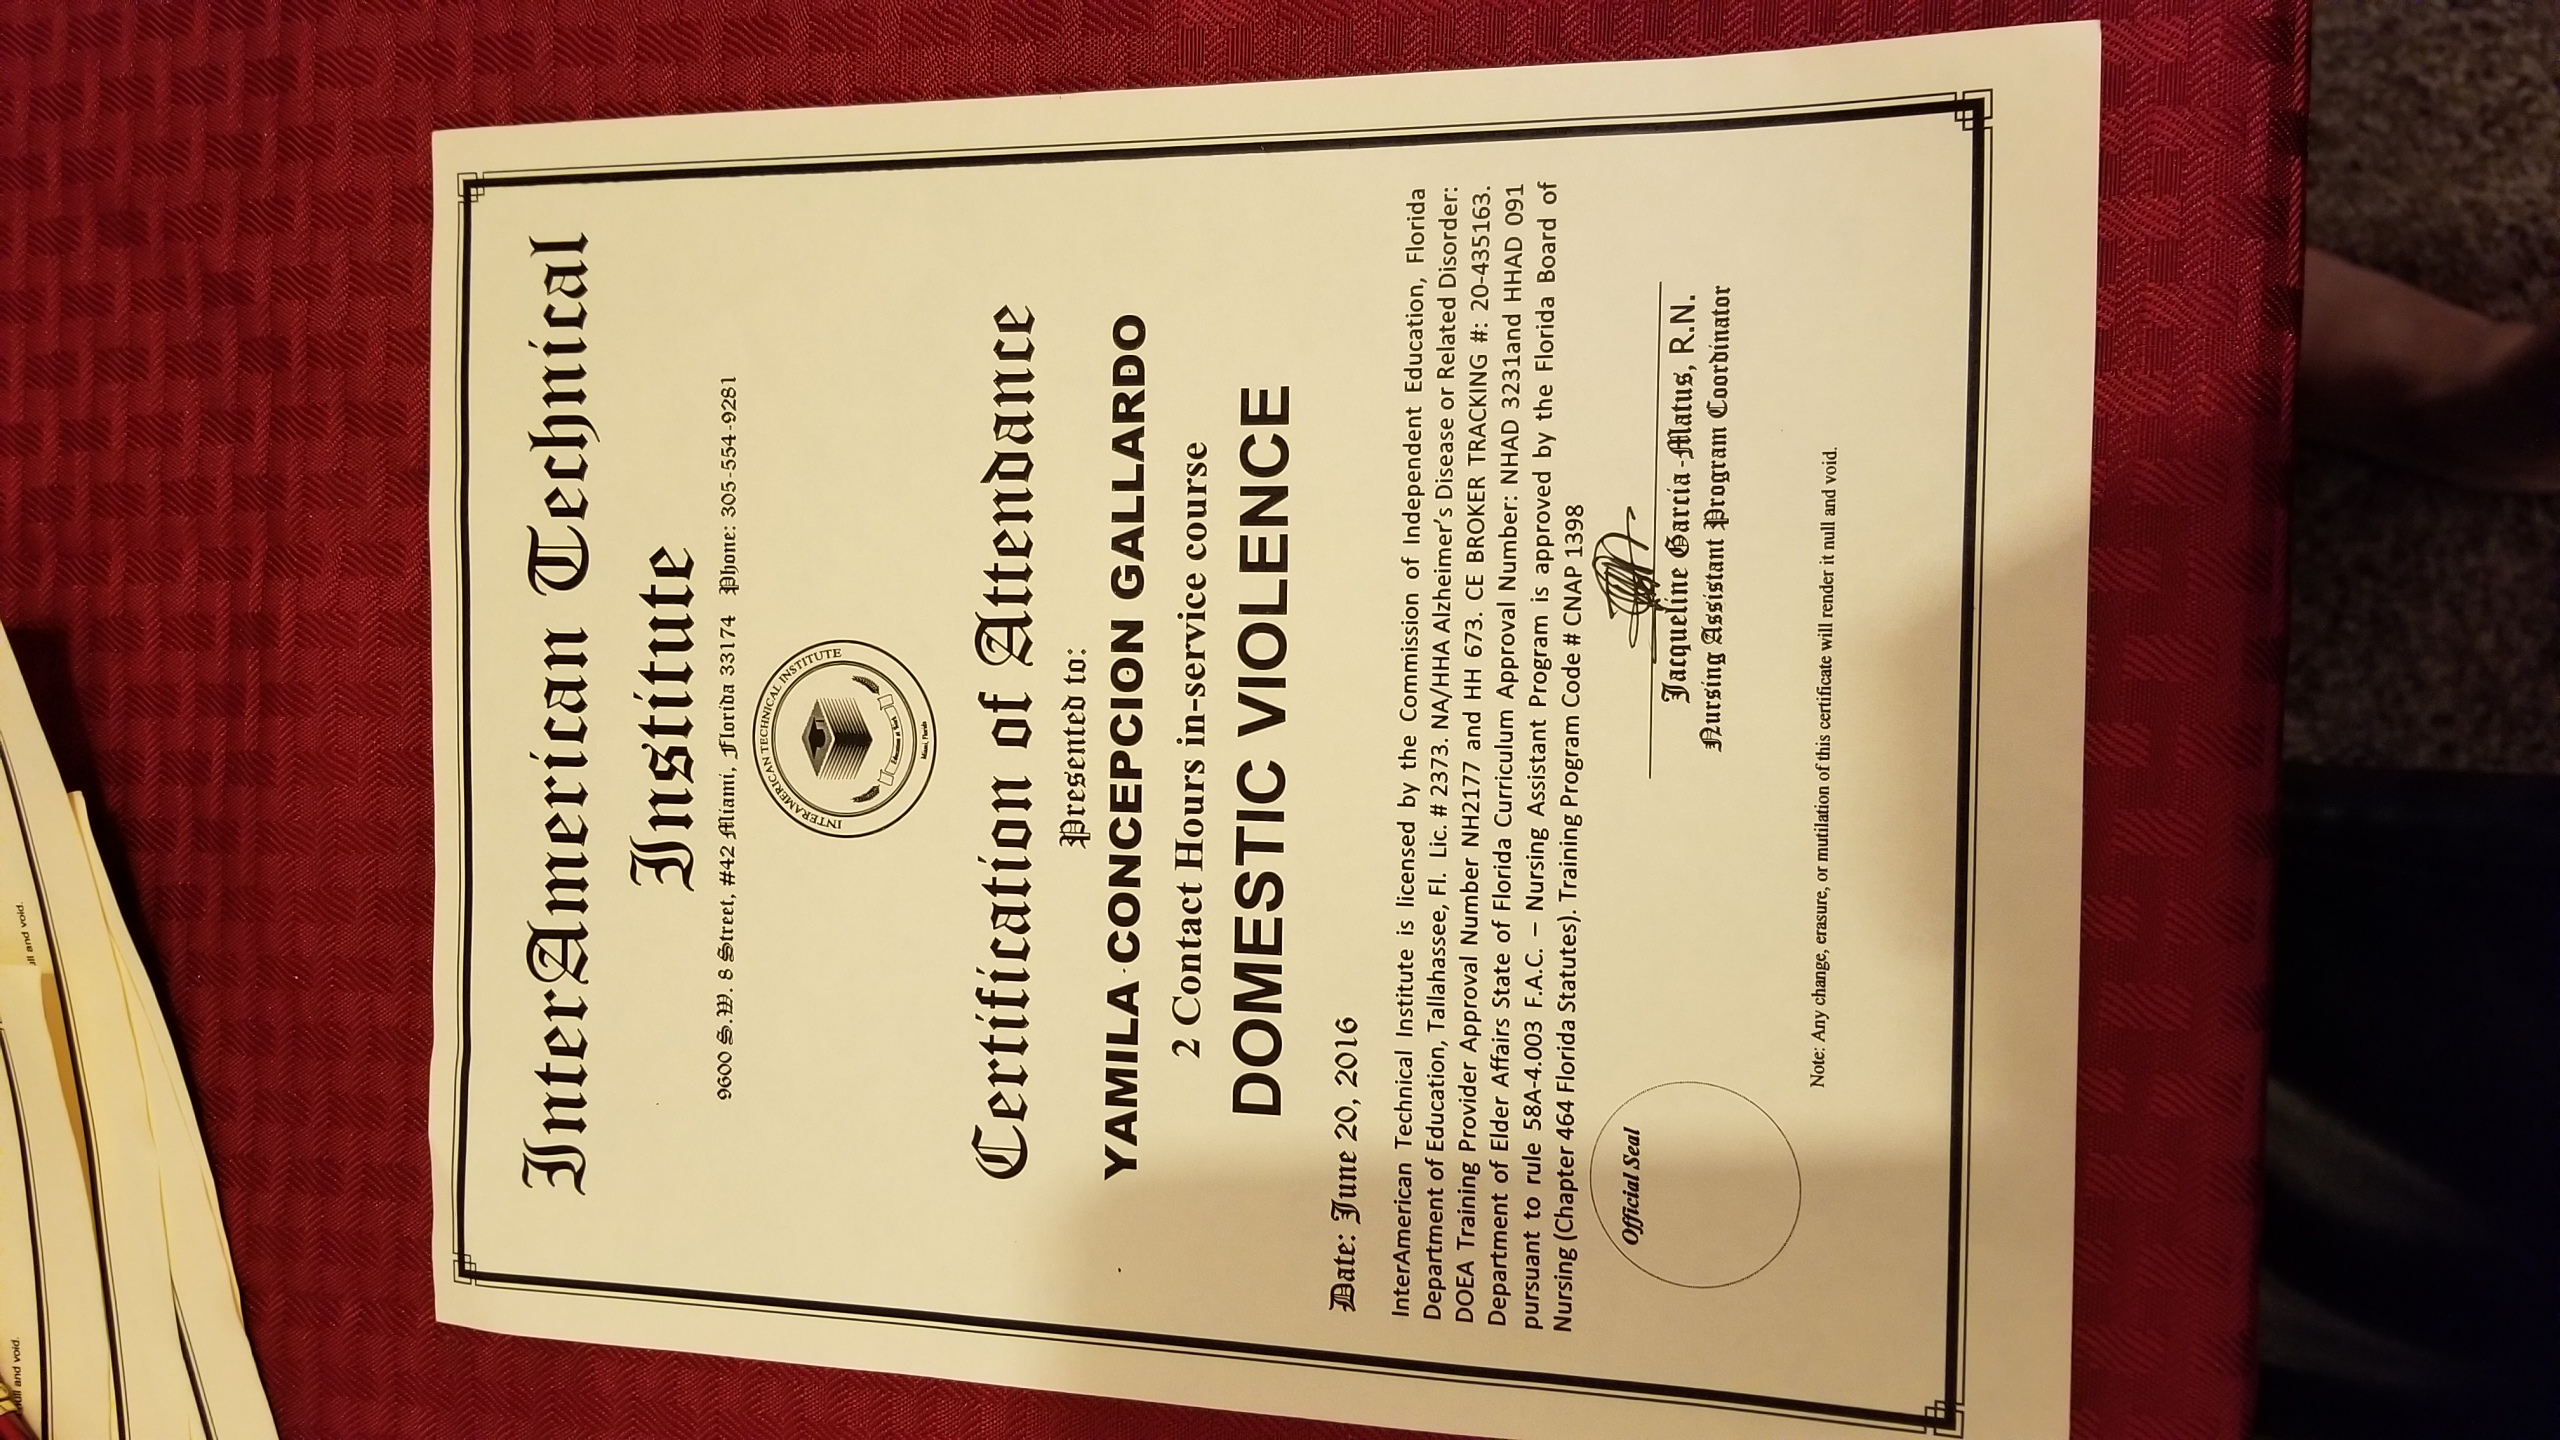 null and void.
ull and void.
InterAmerican Technical
Institute
9600 S.W. 8 Street, #42 Miami, Florida 33174 Phone: 305-554-9281
INTERAMERICAN TECHNICAL INSTITUTE
Education at Work
Miami, Florida
Certification of Attendance
Presented to:
YAMILA CONCEPCION GALLARDO
2 Contact Hours in-service course
DOMESTIC VIOLENCE
Date: June 20, 2016
InterAmerican Technical Institute is licensed by the Commission of Independent Education, Florida
Department of Education, Tallahassee, Fl. Lic. # 2373. NA/HHA Alzheimer's Disease or Related Disorder:
DOEA Training Provider Approval Number NH2177 and HH 673. CE BROKER TRACKING #: 20-435163.
Department of Elder Affairs State of Florida Curriculum Approval Number: NHAD 3231and HHAD 091
pursuant to rule 58A-4.003 F.A.C. – Nursing Assistant Program is approved by the Florida Board of
Nursing (Chapter 464 Florida Statutes). Training Program Code # CNAP 1398
Official Seal
Jacqueline Garcia-Matus, R.N.
Nursing Assistant Program Coordinator
Note: Any change, erasure, or mutilation of this certificate will render it null and void.